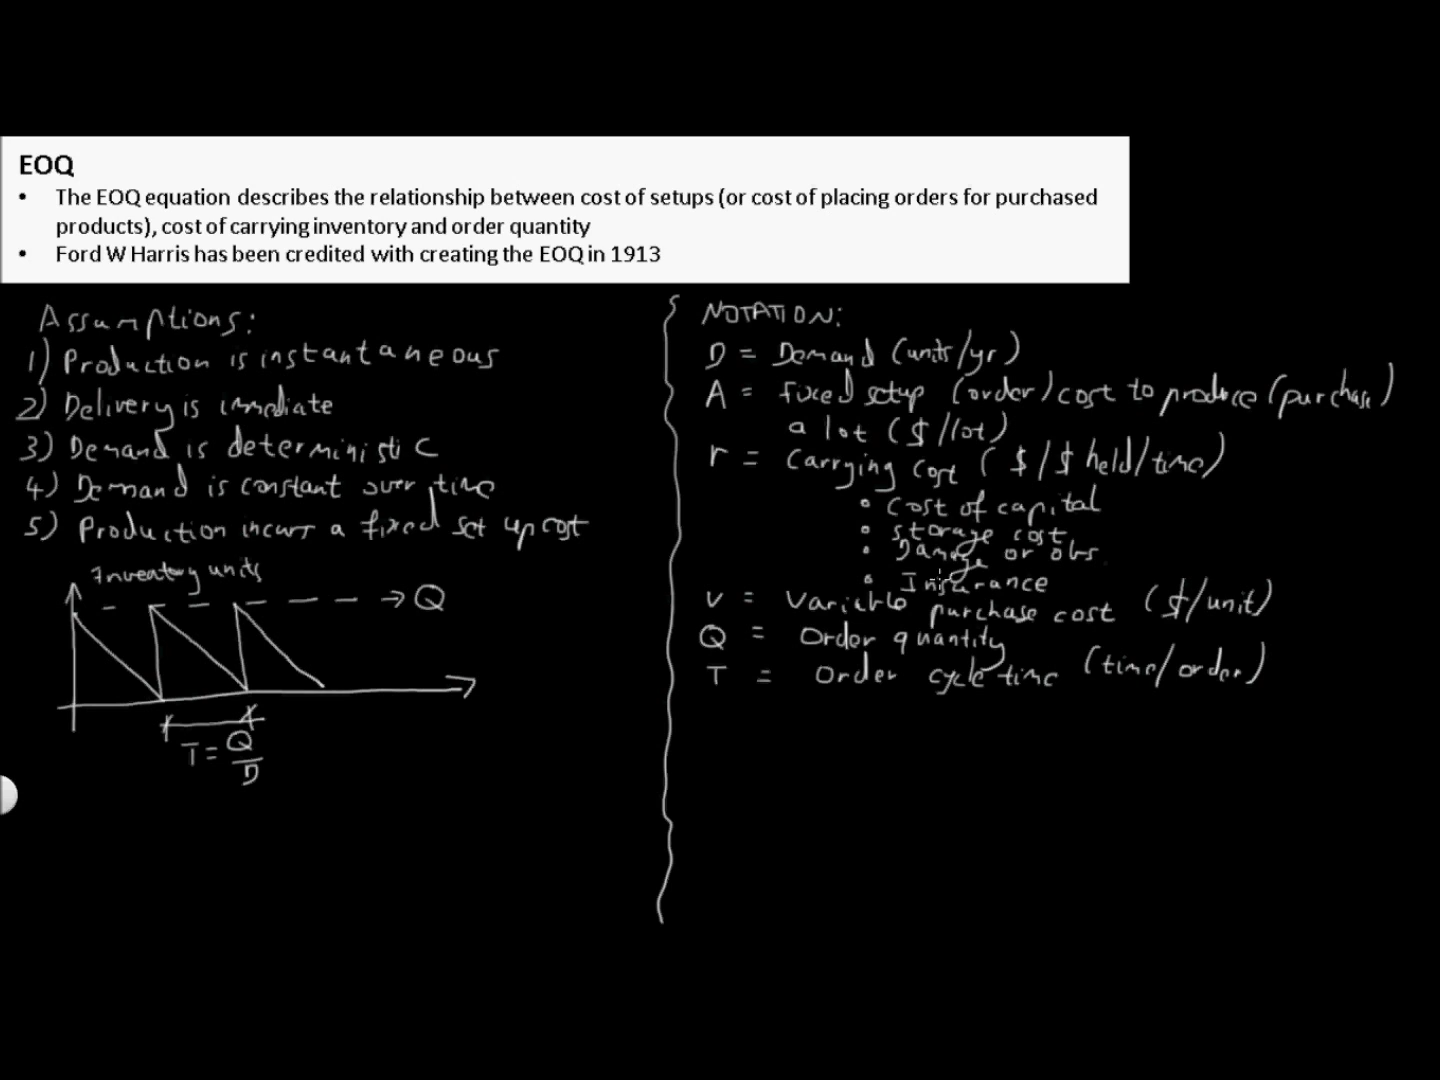 EOQ
• The EOQ equation describes the relationship between cost of setups (or cost of placing orders for purchased
products), cost of carrying inventory and order quantity
• Ford W Harris has been credited with creating the EOQ in 1913
Assumptions:
1) Production is instantaneous
2) Delivery is immediate
3) Demand is deterministic
4) Demand is constant over time
5) Production incurs a fixed set up cost
Inventory units
Q
T = Q
D
NOTATION:
D = Demand (units/yr)
A = fixed setup (order) cost to produce (purchase)
a lot ($/lot)
r = Carrying cost ($/$ held/time)
• Cost of capital
• Storage cost
• Damage or obs.
• Insurance
v = Variable purchase cost ($/unit)
Q = Order quantity
T = Order cycle time (time/order)